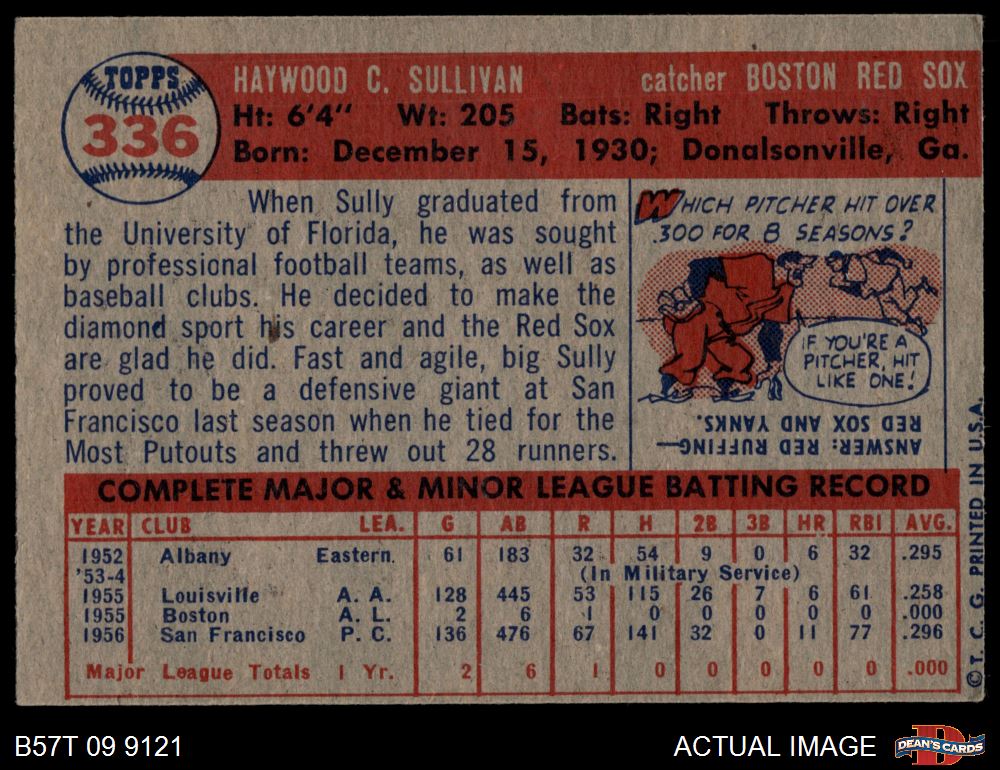 TOPPS
336
HAYWOOD C. SULLIVAN catcher BOSTON RED SOX
Ht: 6'4" Wt: 205 Bats: Right Throws: Right
Born: December 15, 1930; Donalsonville, Ga.
When Sully graduated from
the University of Florida, he was sought
by professional football teams, as well as
baseball clubs. He decided to make the
diamond sport his career and the Red Sox
are glad he did. Fast and agile, big Sully
proved to be a defensive giant at San
Francisco last season when he tied for the
Most Putouts and threw out 28 runners.
WHICH PITCHER HIT OVER
.300 FOR 8 SEASONS?
IF YOU'RE A
PITCHER, HIT
LIKE ONE!
ANSWER: RED RUFFING—
RED SOX AND YANKS.
COMPLETE MAJOR & MINOR LEAGUE BATTING RECORD
YEAR CLUB LEA. G AB R H 2B 3B HR RBI AVG.
1952 Albany Eastern. 61 183 32 54 9 0 6 32 .295
'53-4 (In Military Service)
1955 Louisville A. A. 128 445 53 115 26 7 6 61 .258
1955 Boston A. L. 2 6 1 0 0 0 0 0 .000
1956 San Francisco P. C. 136 476 67 141 32 0 11 77 .296
Major League Totals 1 Yr. 2 6 1 0 0 0 0 0 .000
© T. C. G. PRINTED IN U.S.A.
B57T 09 9121
ACTUAL IMAGE
D
DEAN'S CARDS